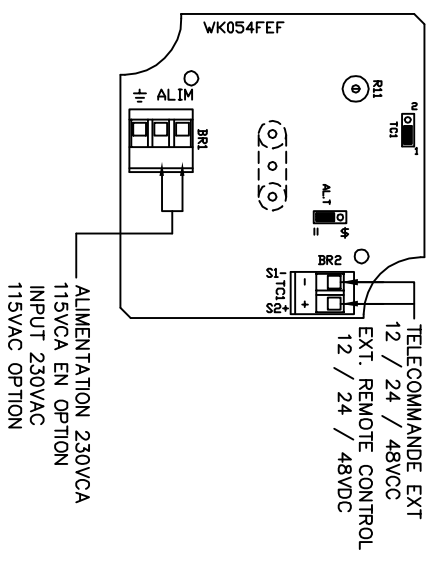 WK054FEF
ALIM
BR1
R11
2
TC1
1
ALT
BR2
S1-
TC1
S2+
-
+
TELECOMMANDE EXT
12 / 24 / 48VCC
EXT. REMOTE CONTROL
12 / 24 / 48VDC
ALIMENTATION 230VCA
115VCA EN OPTION
INPUT 230VAC
115VAC OPTION